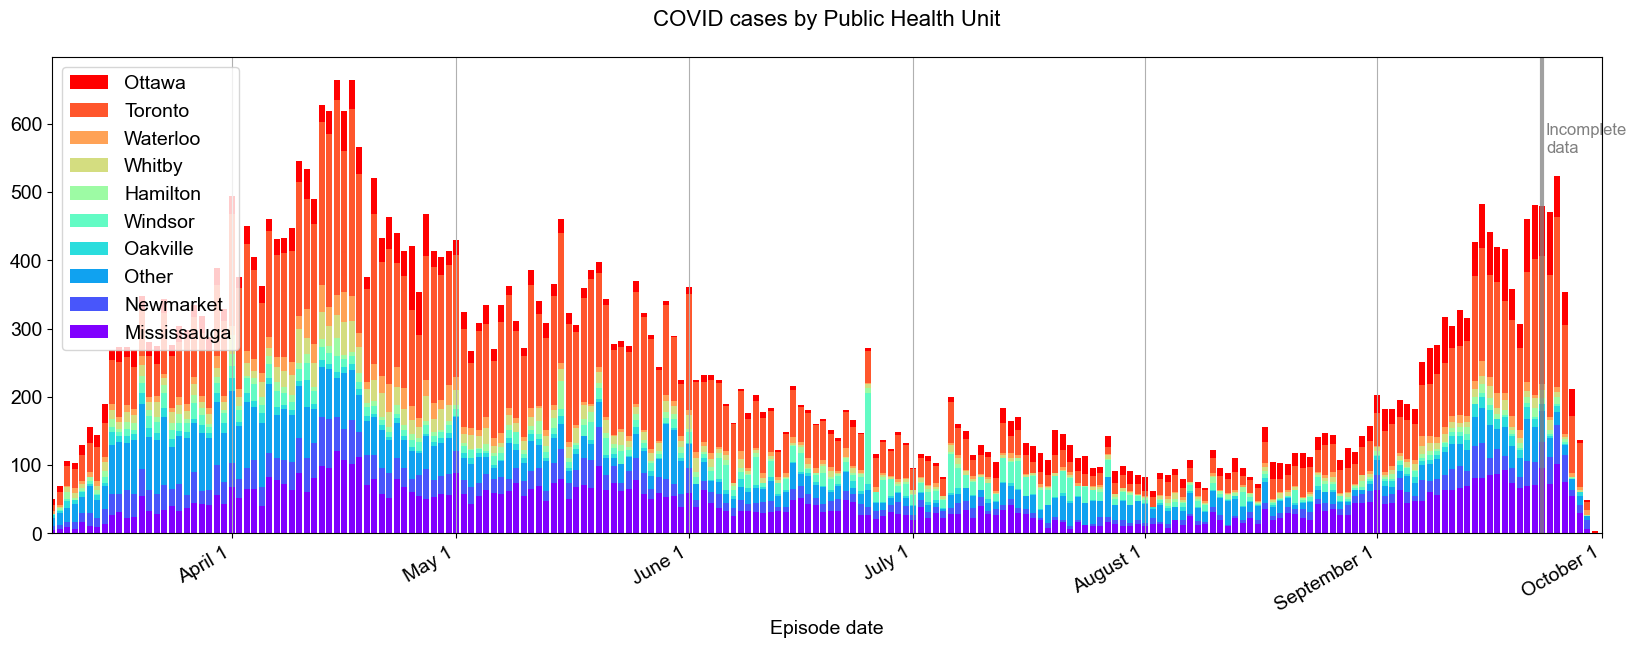 COVID cases by Public Health Unit
Ottawa
Toronto
Waterloo
Whitby
Hamilton
Windsor
Oakville
Other
Newmarket
Mississauga
600
500
400
300
200
100
0
Incomplete
data
April 1
May 1
June 1
July 1
August 1
September 1
October 1
Episode date